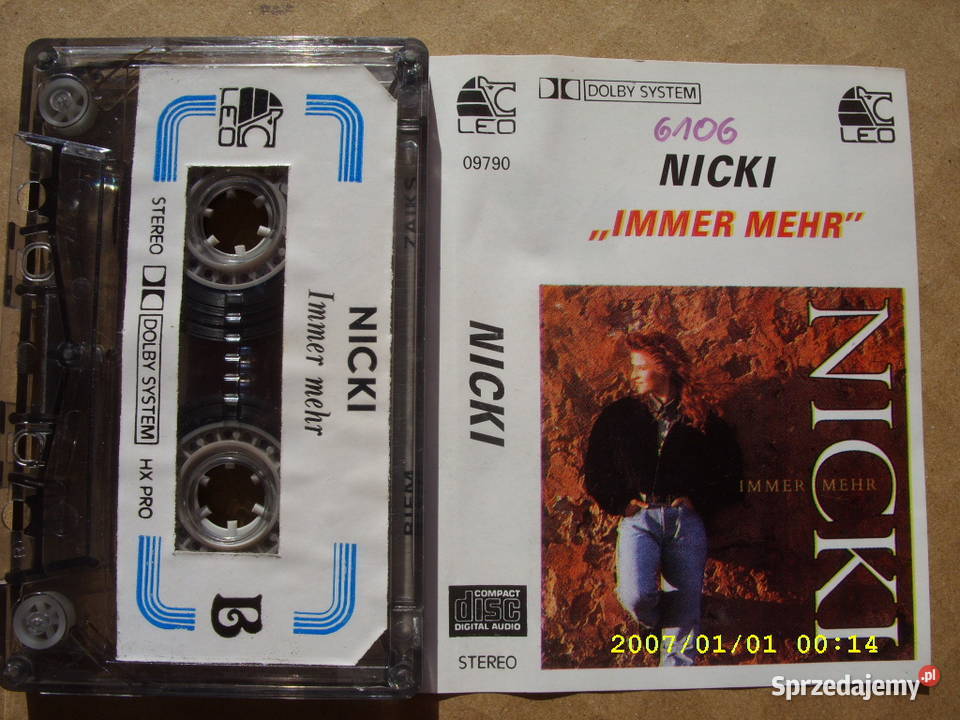 LEO
STEREO
DOLBY SYSTEM
HX PRO
NICKI
Immer mehr
B
LEO
09790
NICKI
COMPACT
disc
DIGITAL AUDIO
STEREO
DOLBY SYSTEM
LEO
6106
NICKI
„IMMER MEHR”
NICKI
IMMER MEHR
2007/01/01 00:14
Sprzedajemy.pl